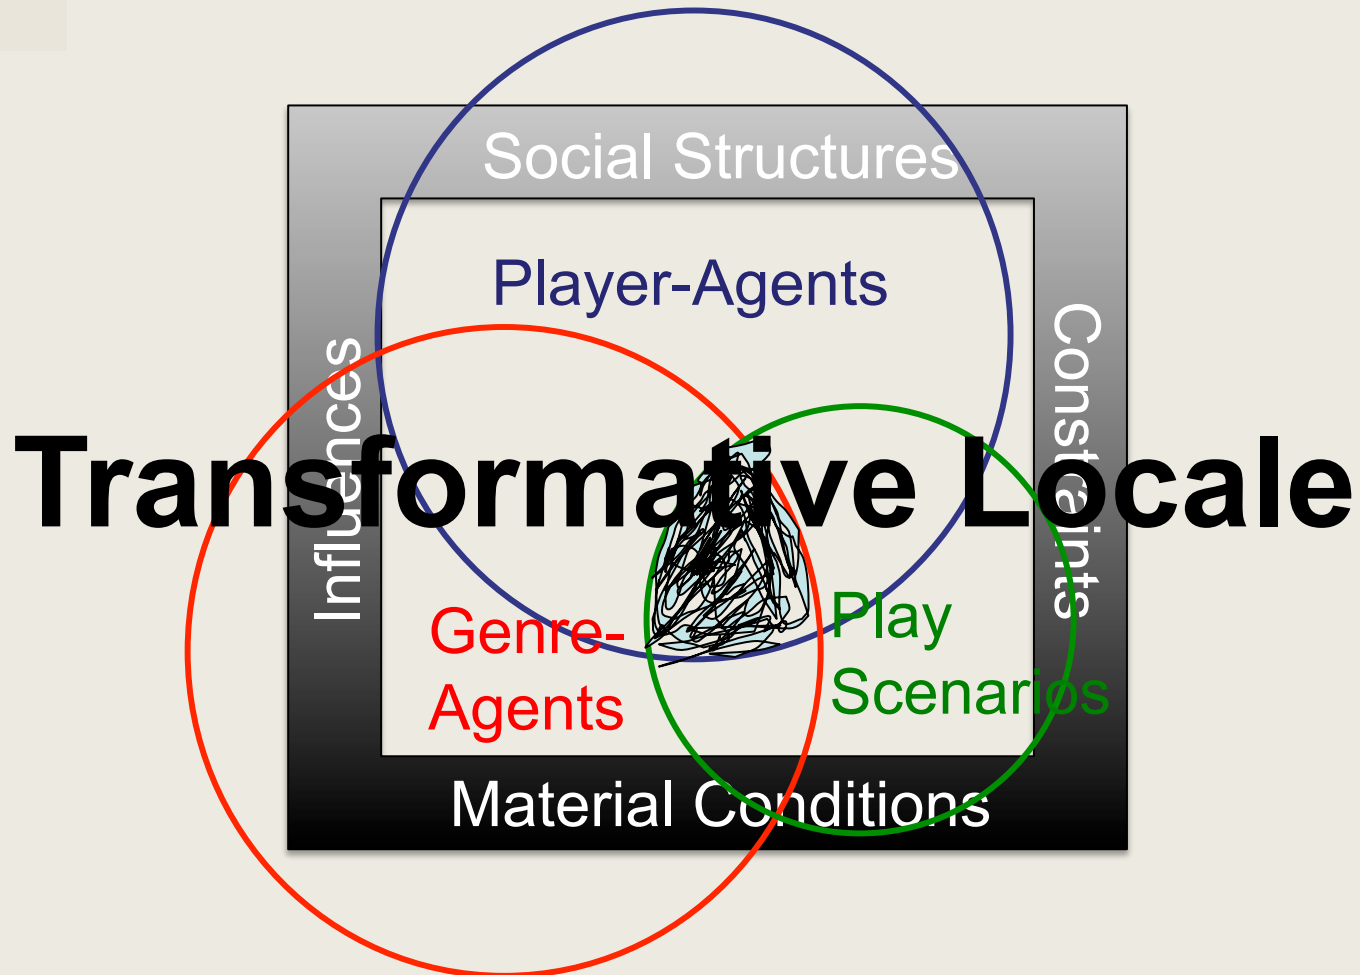 Social Structures
Player-Agents
Influences
Constraints
Transformative Locale
Genre-
Agents
Play
Scenarios
Material Conditions